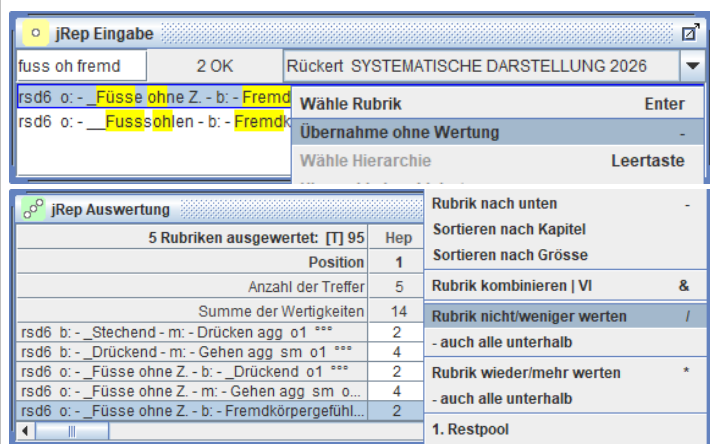 jRep Eingabe
fuss oh fremd 2 OK Rückert SYSTEMATISCHE DARSTELLUNG 2026
rsd6 o: - _Füsse ohne Z. - b: - Fremd
rsd6 o: - __Fusssohlen - b: - Fremdk
Wähle Rubrik Enter
Übernahme ohne Wertung -
Wähle Hierarchie Leertaste
jRep Auswertung
5 Rubriken ausgewertet: [T] 95 Hep
Position 1
Anzahl der Treffer 5
Summe der Wertigkeiten 14
rsd6 b: - _Stechend - m: - Drücken agg o1 °°° 2
rsd6 b: - _Drückend - m: - Gehen agg sm o1 °°° 4
rsd6 o: - _Füsse ohne Z. - b: - _Drückend o1 °°° 2
rsd6 o: - _Füsse ohne Z. - m: - Gehen agg sm o... 4
rsd6 o: - _Füsse ohne Z. - b: - Fremdkörpergefühl... 2
Rubrik nach unten -
Sortieren nach Kapitel
Sortieren nach Grösse
Rubrik kombinieren | VI &
Rubrik nicht/weniger werten /
- auch alle unterhalb
Rubrik wieder/mehr werten *
- auch alle unterhalb
1. Restpool